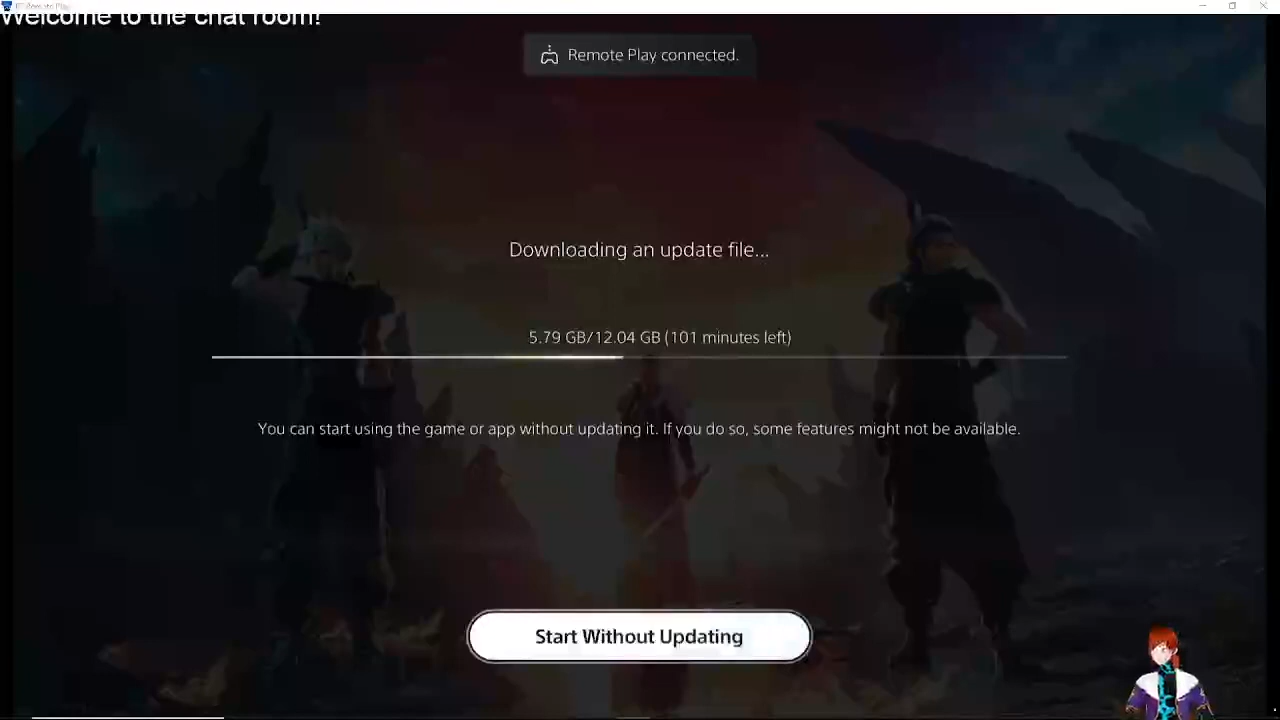 Welcome to the chat room!
Remote Play connected.
Downloading an update file...
5.79 GB/12.04 GB (101 minutes left)
You can start using the game or app without updating it. If you do so, some features might not be available.
Start Without Updating